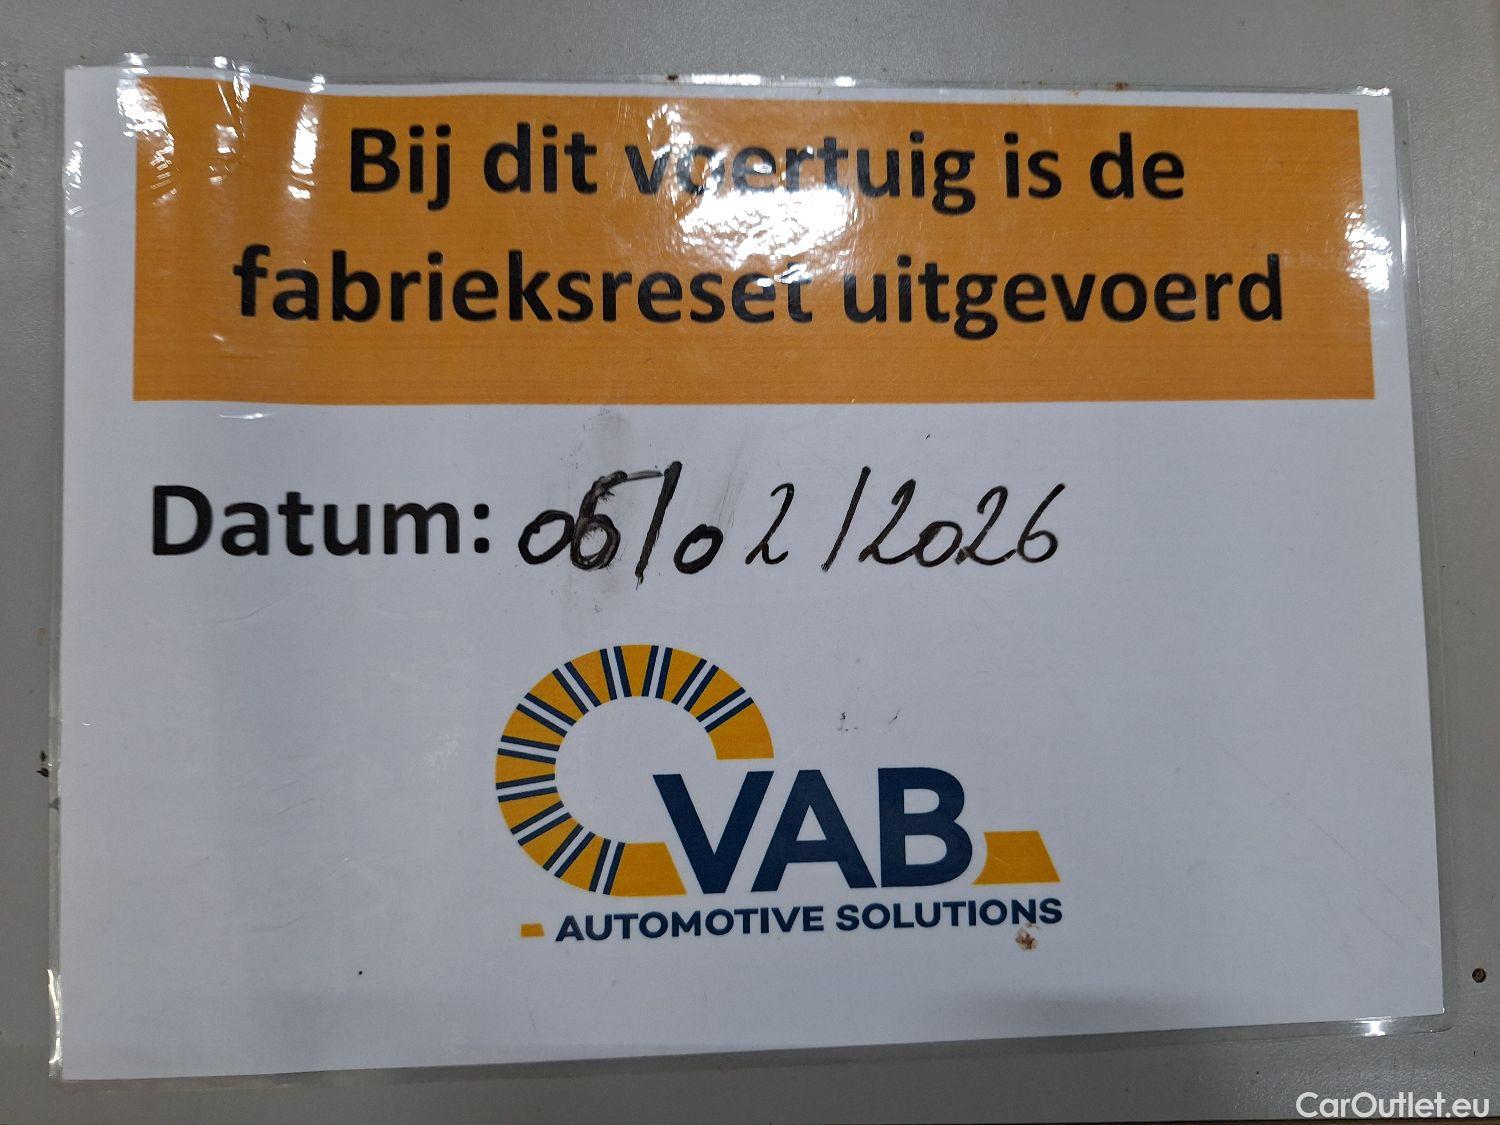 Bij dit voertuig is de
fabrieksreset uitgevoerd
Datum: 06/02/2026
VAB
AUTOMOTIVE SOLUTIONS
CarOutlet.eu